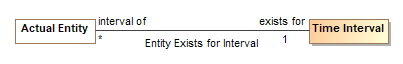 interval of exists for
Actual Entity Time Interval
* Entity Exists for Interval 1